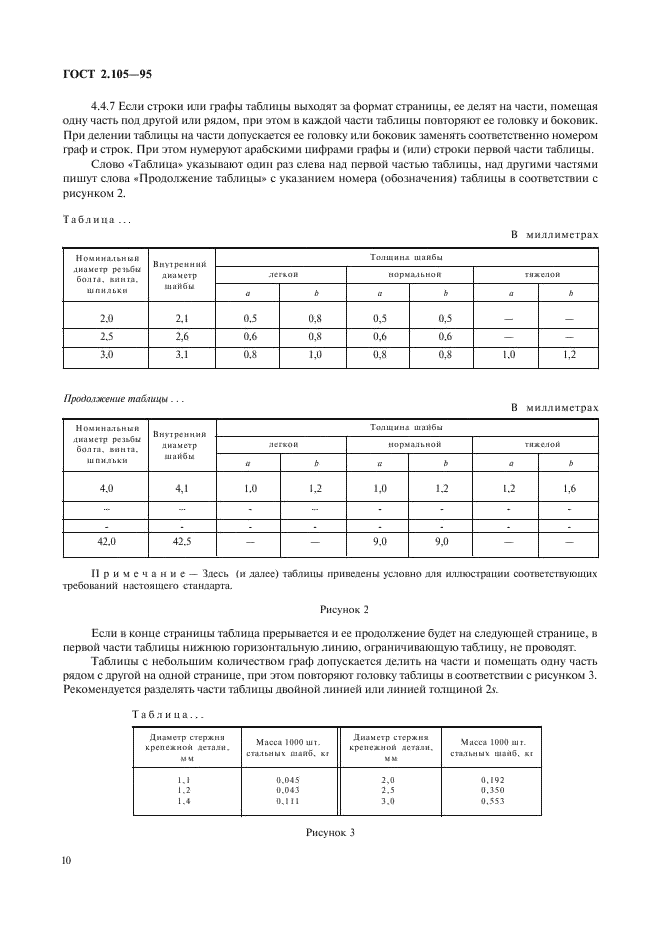 ГОСТ 2.105—95
4.4.7 Если строки или графы таблицы выходят за формат страницы, ее делят на части, помещая
одну часть под другой или рядом, при этом в каждой части таблицы повторяют ее головку и боковик.
При делении таблицы на части допускается ее головку или боковик заменять соответственно номером
граф и строк. При этом нумеруют арабскими цифрами графы и (или) строки первой части таблицы.
Слово «Таблица» указывают один раз слева над первой частью таблицы, над другими частями
пишут слова «Продолжение таблицы» с указанием номера (обозначения) таблицы в соответствии с
рисунком 2.
Таблица ...
В миллиметрах
Номинальный диаметр резьбы болта, винта, шпильки | Внутренний диаметр шайбы | Толщина шайбы
легкой | нормальной | тяжелой
a | b | a | b | a | b
2,0 | 2,1 | 0,5 | 0,8 | 0,5 | 0,5 | — | —
2,5 | 2,6 | 0,6 | 0,8 | 0,6 | 0,6 | — | —
3,0 | 3,1 | 0,8 | 1,0 | 0,8 | 0,8 | 1,0 | 1,2
Продолжение таблицы . . .
В миллиметрах
Номинальный диаметр резьбы болта, винта, шпильки | Внутренний диаметр шайбы | Толщина шайбы
легкой | нормальной | тяжелой
a | b | a | b | a | b
4,0 | 4,1 | 1,0 | 1,2 | 1,0 | 1,2 | 1,2 | 1,6
... | ... | - | ... | - | - | - | -
- | - | - | - | - | - | - | -
42,0 | 42,5 | — | — | 9,0 | 9,0 | — | —
Примечание — Здесь (и далее) таблицы приведены условно для иллюстрации соответствующих
требований настоящего стандарта.
Рисунок 2
Если в конце страницы таблица прерывается и ее продолжение будет на следующей странице, в
первой части таблицы нижнюю горизонтальную линию, ограничивающую таблицу, не проводят.
Таблицы с небольшим количеством граф допускается делить на части и помещать одну часть
рядом с другой на одной странице, при этом повторяют головку таблицы в соответствии с рисунком 3.
Рекомендуется разделять части таблицы двойной линией или линией толщиной 2s.
Таблица...
Диаметр стержня крепежной детали, мм | Масса 1000 шт. стальных шайб, кг | Диаметр стержня крепежной детали, мм | Масса 1000 шт. стальных шайб, кг
1,1 | 0,045 | 2,0 | 0,192
1,2 | 0,043 | 2,5 | 0,350
1,4 | 0,111 | 3,0 | 0,553
Рисунок 3
10